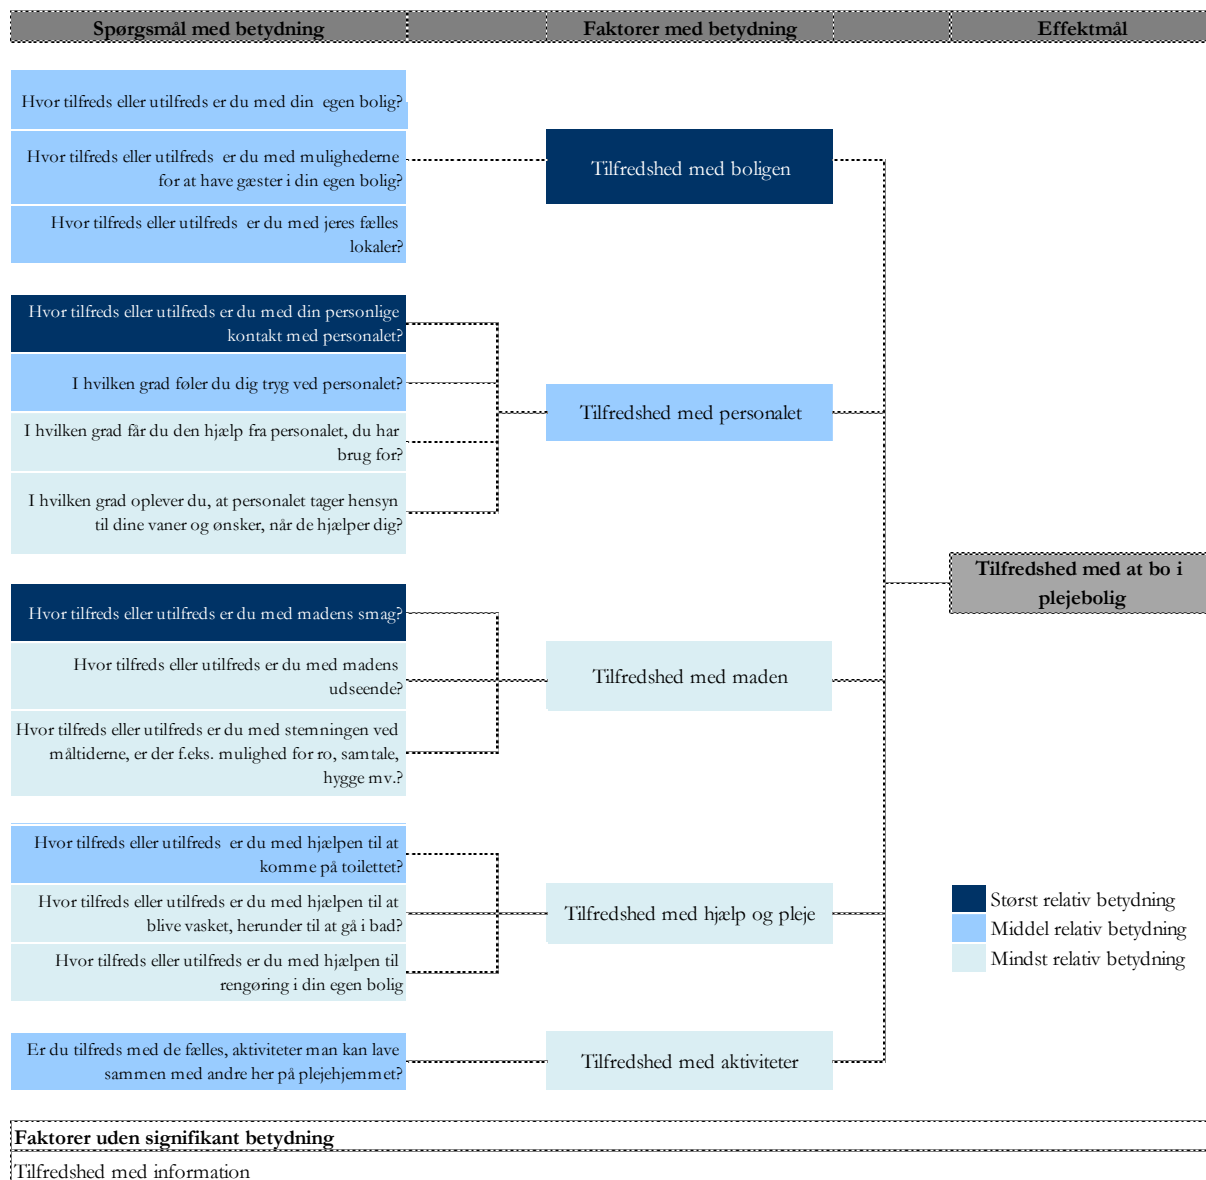 Spørgsmål med betydning
Faktorer med betydning
Effektmål
Hvor tilfreds eller utilfreds er du med din egen bolig?
Hvor tilfreds eller utilfreds er du med mulighederne
for at have gæster i din egen bolig?
Hvor tilfreds eller utilfreds er du med jeres fælles
lokaler?
Tilfredshed med boligen
Hvor tilfreds eller utilfreds er du med din personlige
kontakt med personalet?
I hvilken grad føler du dig tryg ved personalet?
I hvilken grad får du den hjælp fra personalet, du har
brug for?
I hvilken grad oplever du, at personalet tager hensyn
til dine vaner og ønsker, når de hjælper dig?
Tilfredshed med personalet
Hvor tilfreds eller utilfreds er du med madens smag?
Hvor tilfreds eller utilfreds er du med madens
udseende?
Hvor tilfreds eller utilfreds er du med stemningen ved
måltiderne, er der f.eks. mulighed for ro, samtale,
hygge mv.?
Tilfredshed med maden
Tilfredshed med at bo i
plejebolig
Hvor tilfreds eller utilfreds er du med hjælpen til at
komme på toilettet?
Hvor tilfreds eller utilfreds er du med hjælpen til at
blive vasket, herunder til at gå i bad?
Hvor tilfreds eller utilfreds er du med hjælpen til
rengøring i din egen bolig
Tilfredshed med hjælp og pleje
Størst relativ betydning
Middel relativ betydning
Mindst relativ betydning
Er du tilfreds med de fælles, aktiviteter man kan lave
sammen med andre her på plejehjemmet?
Tilfredshed med aktiviteter
Faktorer uden signifikant betydning
Tilfredshed med information